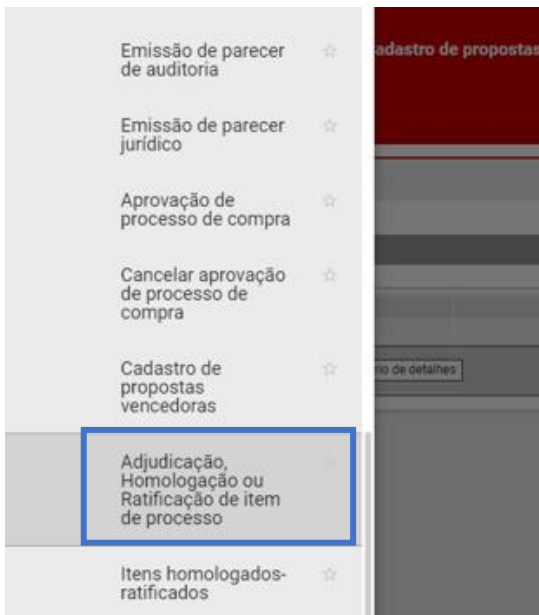 Emissão de parecer
de auditoria
adastro de propostas
Emissão de parecer
jurídico
Aprovação de
processo de compra
Cancelar aprovação
de processo de
compra
Cadastro de
propostas
vencedoras
rio de detalhes
Adjudicação,
Homologação ou
Ratificação de item
de processo
Itens homologados-
ratificados